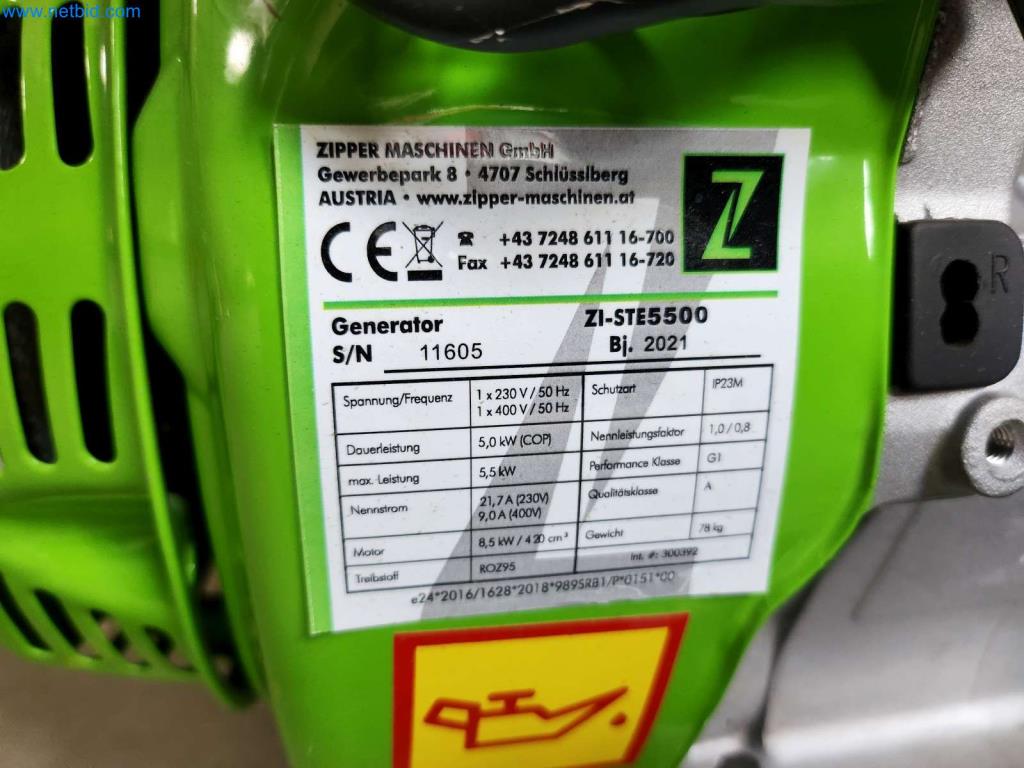 www.netbid.com
ZIPPER MASCHINEN GmbH
Gewerbepark 8 · 4707 Schlüsslberg
AUSTRIA · www.zipper-maschinen.at
Z
CE
☎ +43 7248 611 16-700
Fax +43 7248 611 16-720
Generator ZI-STE5500
S/N 11605 Bj. 2021
Spannung/Frequenz 1 x 230 V / 50 Hz Schutzart IP23M
1 x 400 V / 50 Hz
Dauerleistung 5,0 kW (COP) Nennleistungsfaktor 1,0 / 0,8
max. Leistung 5,5 kW Performance Klasse G1
Nennstrom 21,7 A (230V) Qualitätsklasse A
9,0 A (400V)
Motor 8,5 kW / 420 cm³ Gewicht 78 kg
Treibstoff ROZ95 Int. #: 300392
e24*2016/1628*2018*989SRB1/P*0151*00
R